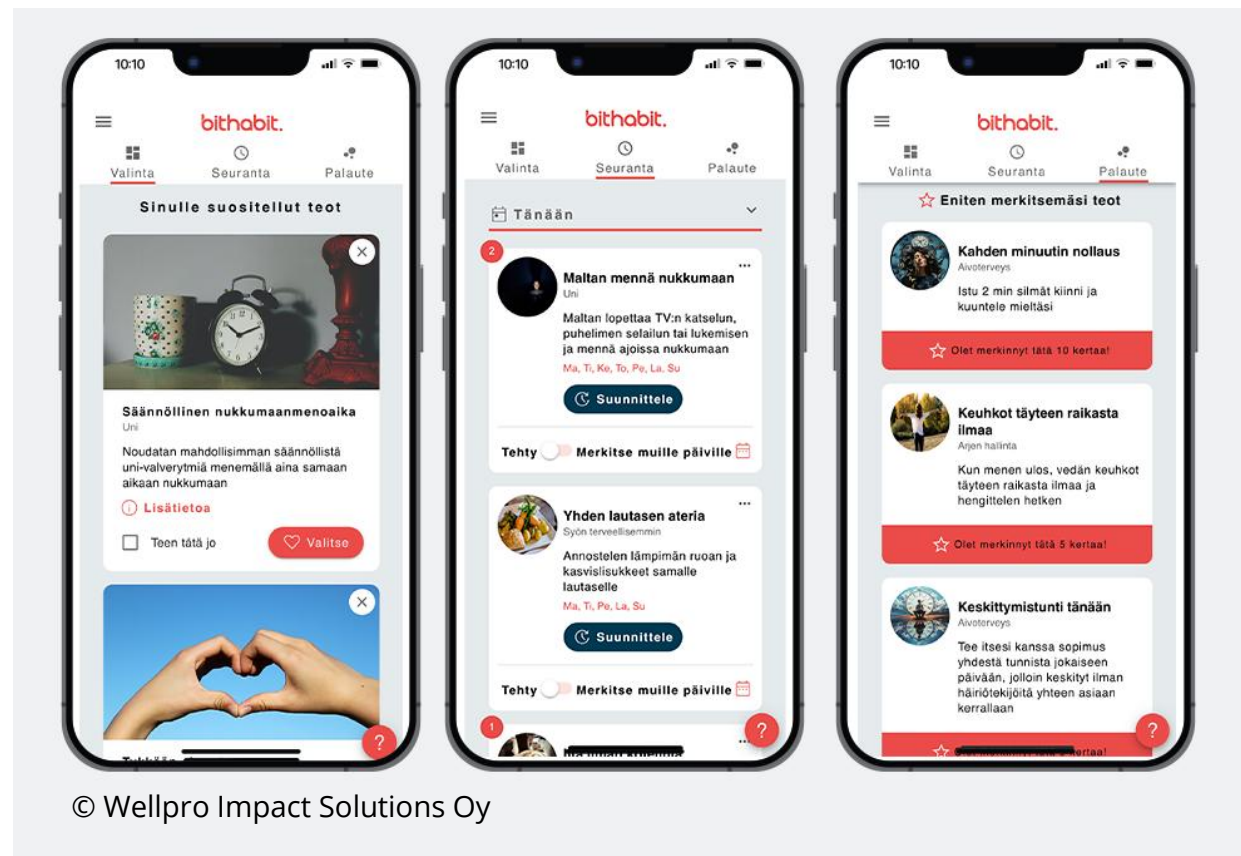 10:10
bithabit.
Valinta Seuranta Palaute
Sinulle suositellut teot
Säännöllinen nukkumaanmenoaika
Uni
Noudatan mahdollisimman säännöllistä
uni-valverytmiä menemällä aina samaan
aikaan nukkumaan
Lisätietoa
Teen tätä jo
Valitse
?
10:10
bithabit.
Valinta Seuranta Palaute
Tänään
2
Maltan mennä nukkumaan
Uni
Maltan lopettaa TV:n katselun,
puhelimen selailun tai lukemisen
ja mennä ajoissa nukkumaan
Ma, Ti, Ke, To, Pe, La, Su
Suunnittele
Tehty Merkitse muille päiville
Yhden lautasen ateria
Syön terveellisemmin
Annostelen lämpimän ruoan ja
kasvislisukkeet samalle
lautaselle
Ma, Ti, Pe, La, Su
Suunnittele
Tehty Merkitse muille päiville
1
?
10:10
bithabit.
Valinta Seuranta Palaute
Eniten merkitsemäsi teot
Kahden minuutin nollaus
Aivoterveys
Istu 2 min silmät kiinni ja
kuuntele mieltäsi
Olet merkinnyt tätä 10 kertaa!
Keuhkot täyteen raikasta
ilmaa
Arjen hallinta
Kun menen ulos, vedän keuhkot
täyteen raikasta ilmaa ja
hengittelen hetken
Olet merkinnyt tätä 5 kertaa!
Keskittymistunti tänään
Aivoterveys
Tee itsesi kanssa sopimus
yhdestä tunnista jokaiseen
päivään, jolloin keskityt ilman
häiriötekijöitä yhteen asiaan
kerrallaan
kertaa!
?
© Wellpro Impact Solutions Oy